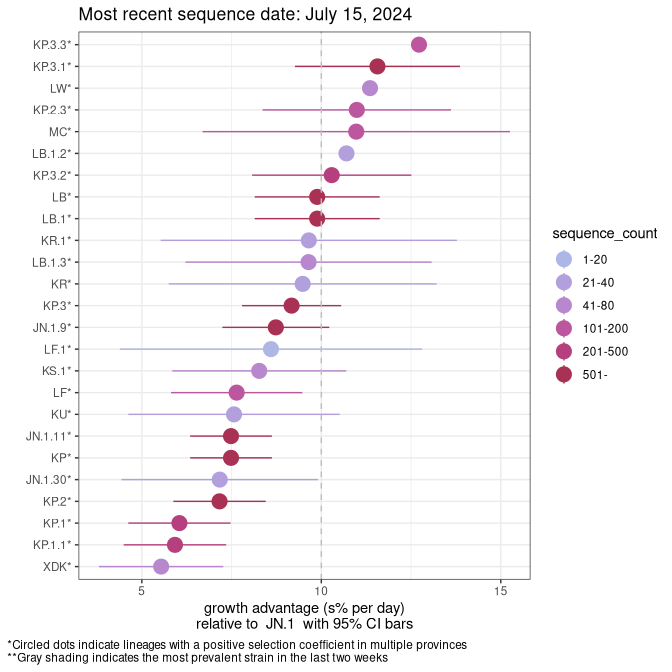 Most recent sequence date: July 15, 2024
KP.3.3*
KP.3.1*
LW*
KP.2.3*
MC*
LB.1.2*
KP.3.2*
LB*
LB.1*
KR.1*
LB.1.3*
KR*
KP.3*
JN.1.9*
LF.1*
KS.1*
LF*
KU*
JN.1.11*
KP*
JN.1.30*
KP.2*
KP.1*
KP.1.1*
XDK*
sequence_count
1-20
21-40
41-80
101-200
201-500
501-
5 10 15
growth advantage (s% per day)
relative to JN.1 with 95% CI bars
*Circled dots indicate lineages with a positive selection coefficient in multiple provinces
**Gray shading indicates the most prevalent strain in the last two weeks